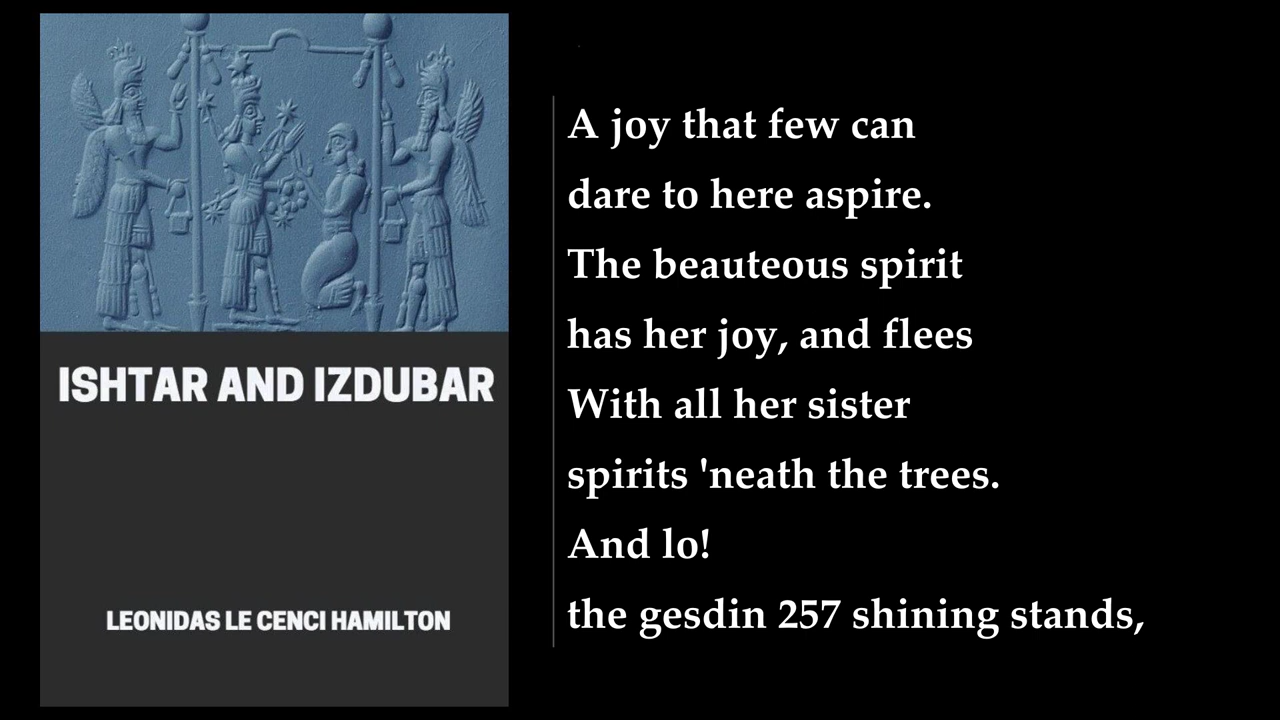 ISHTAR AND IZDUBAR
LEONIDAS LE CENCI HAMILTON
A joy that few can
dare to here aspire.
The beauteous spirit
has her joy, and flees
With all her sister
spirits 'neath the trees.
And lo!
the gesdin 257 shining stands,